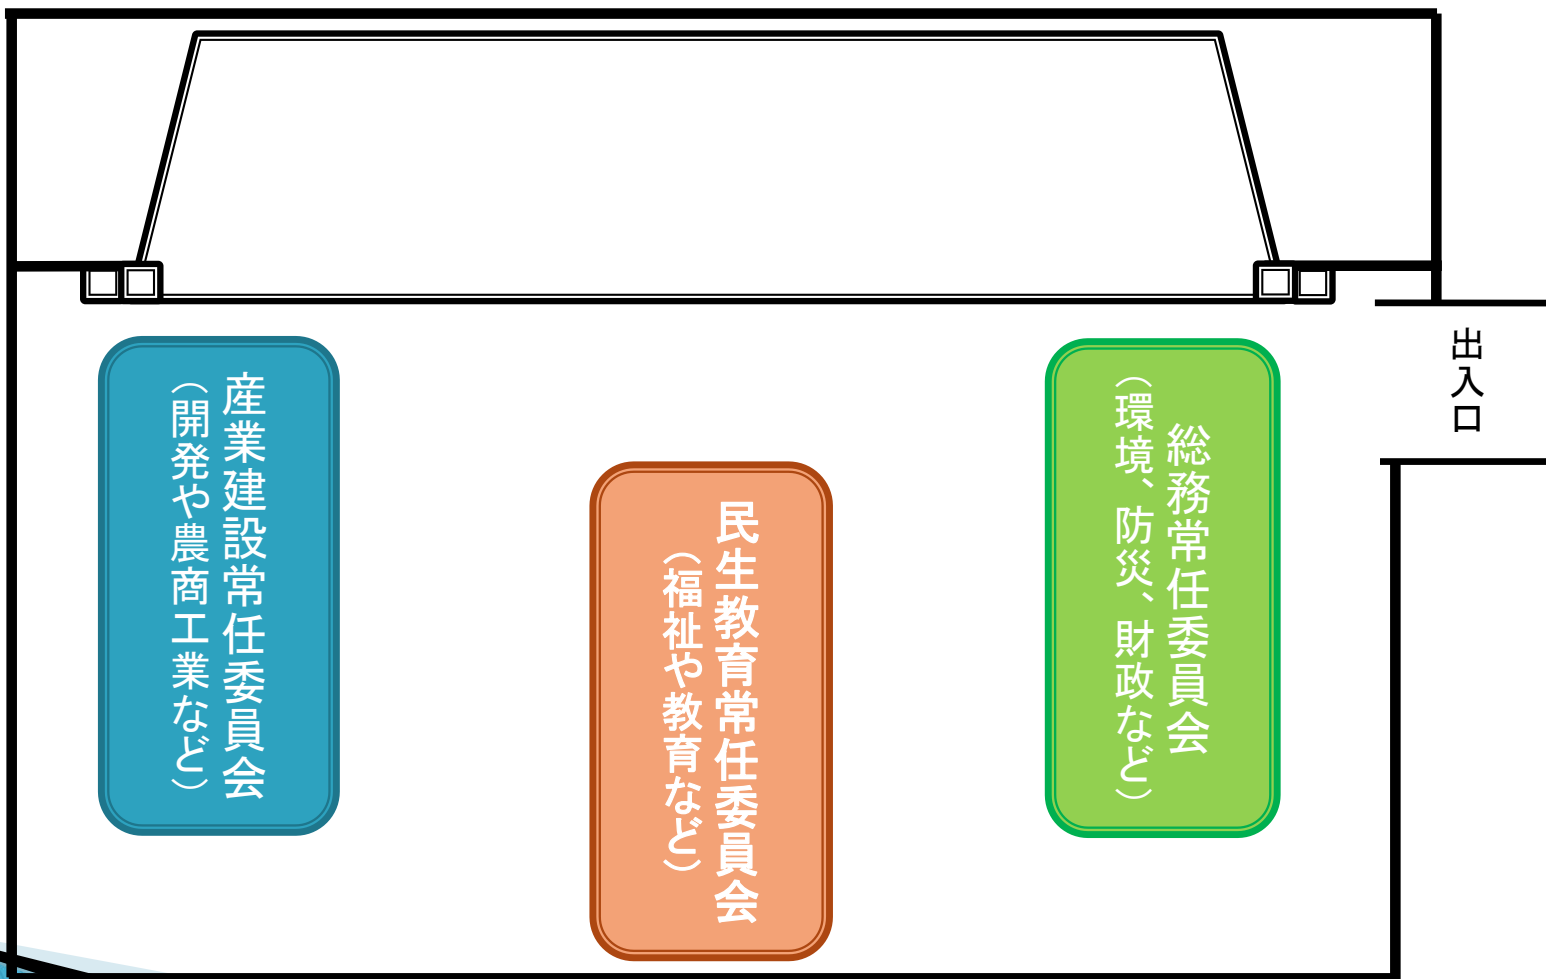 出入口
総務常任委員会
（環境、防災、財政など）
民生教育常任委員会
（福祉や教育など）
産業建設常任委員会
（開発や農商工業など）